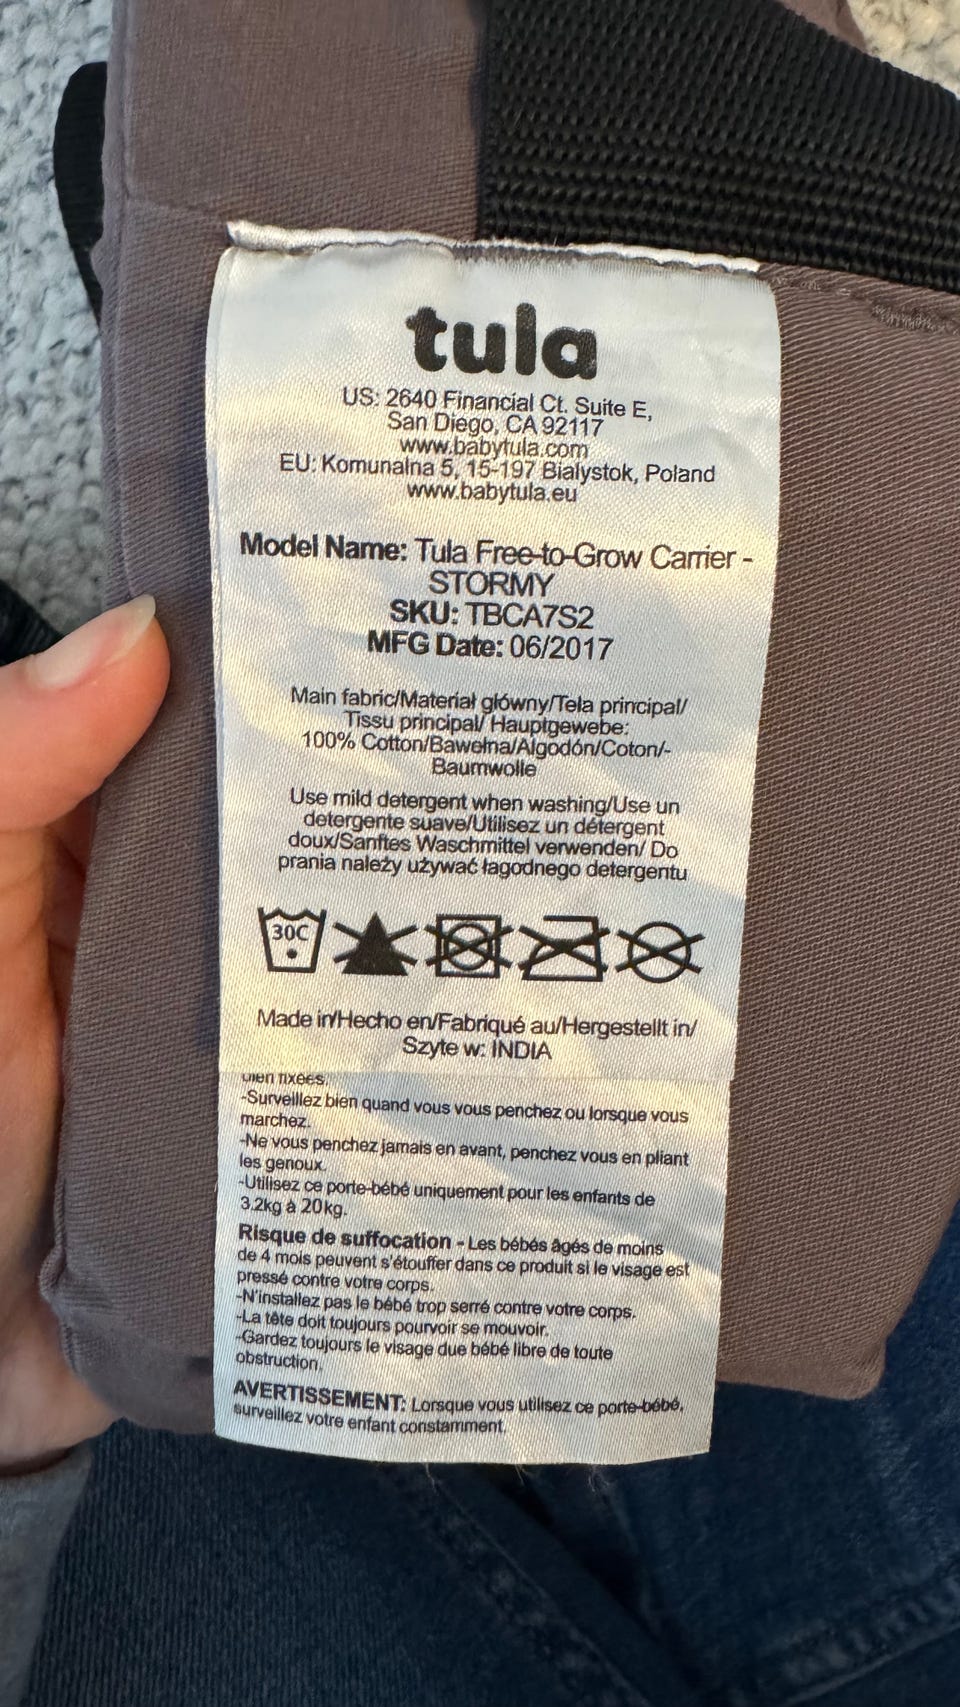 tula
US: 2640 Financial Ct. Suite E,
San Diego, CA 92117
www.babytula.com
EU: Komunalna 5, 15-197 Bialystok, Poland
www.babytula.eu
Model Name: Tula Free-to-Grow Carrier -
STORMY
SKU: TBCA7S2
MFG Date: 06/2017
Main fabric/Materiał główny/Tela principal/
Tissu principal/ Hauptgewebe:
100% Cotton/Bawełna/Algodón/Coton/-
Baumwolle
Use mild detergent when washing/Use un
detergente suave/Utilisez un détergent
doux/Sanftes Waschmittel verwenden/ Do
prania należy używać łagodnego detergentu
30C
Made in/Hecho en/Fabriqué au/Hergestellt in/
Szyte w: INDIA
bien fixées.
-Surveillez bien quand vous vous penchez ou lorsque vous
marchez.
-Ne vous penchez jamais en avant, penchez vous en pliant
les genoux.
-Utilisez ce porte-bébé uniquement pour les enfants de
3.2kg à 20kg.
Risque de suffocation - Les bébés âgés de moins
de 4 mois peuvent s'étouffer dans ce produit si le visage est
pressé contre votre corps.
-N'installez pas le bébé trop serré contre votre corps.
-La tête doit toujours pourvoir se mouvoir.
-Gardez toujours le visage due bébé libre de toute
obstruction.
AVERTISSEMENT: Lorsque vous utilisez ce porte-bébé,
surveillez votre enfant constamment.